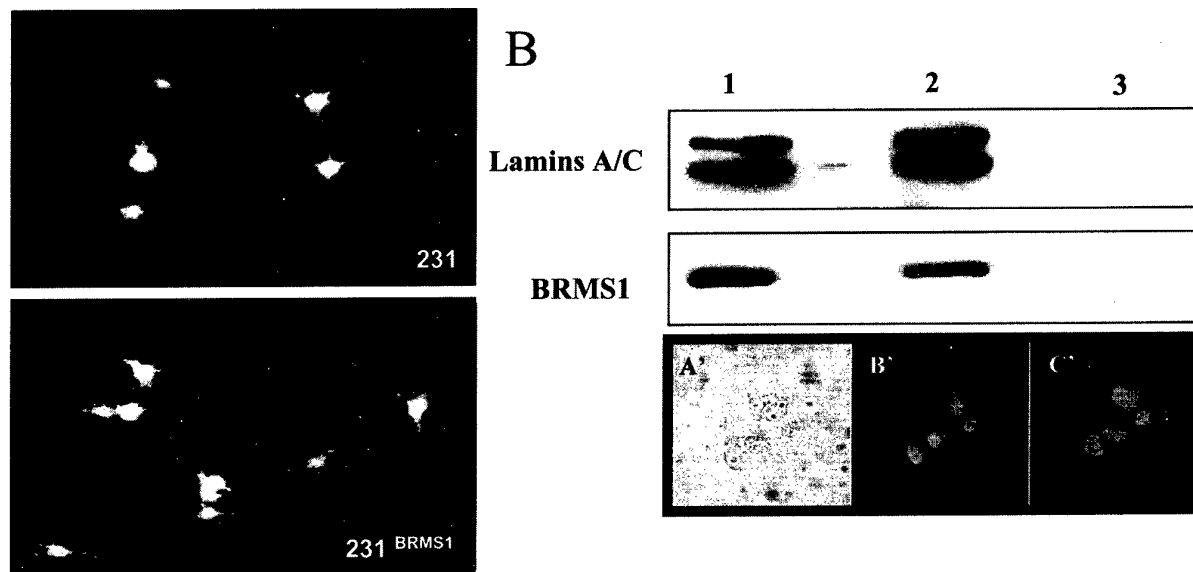 231
231 BRMS1
B
1 2 3
Lamins A/C
BRMS1
A' B' C'